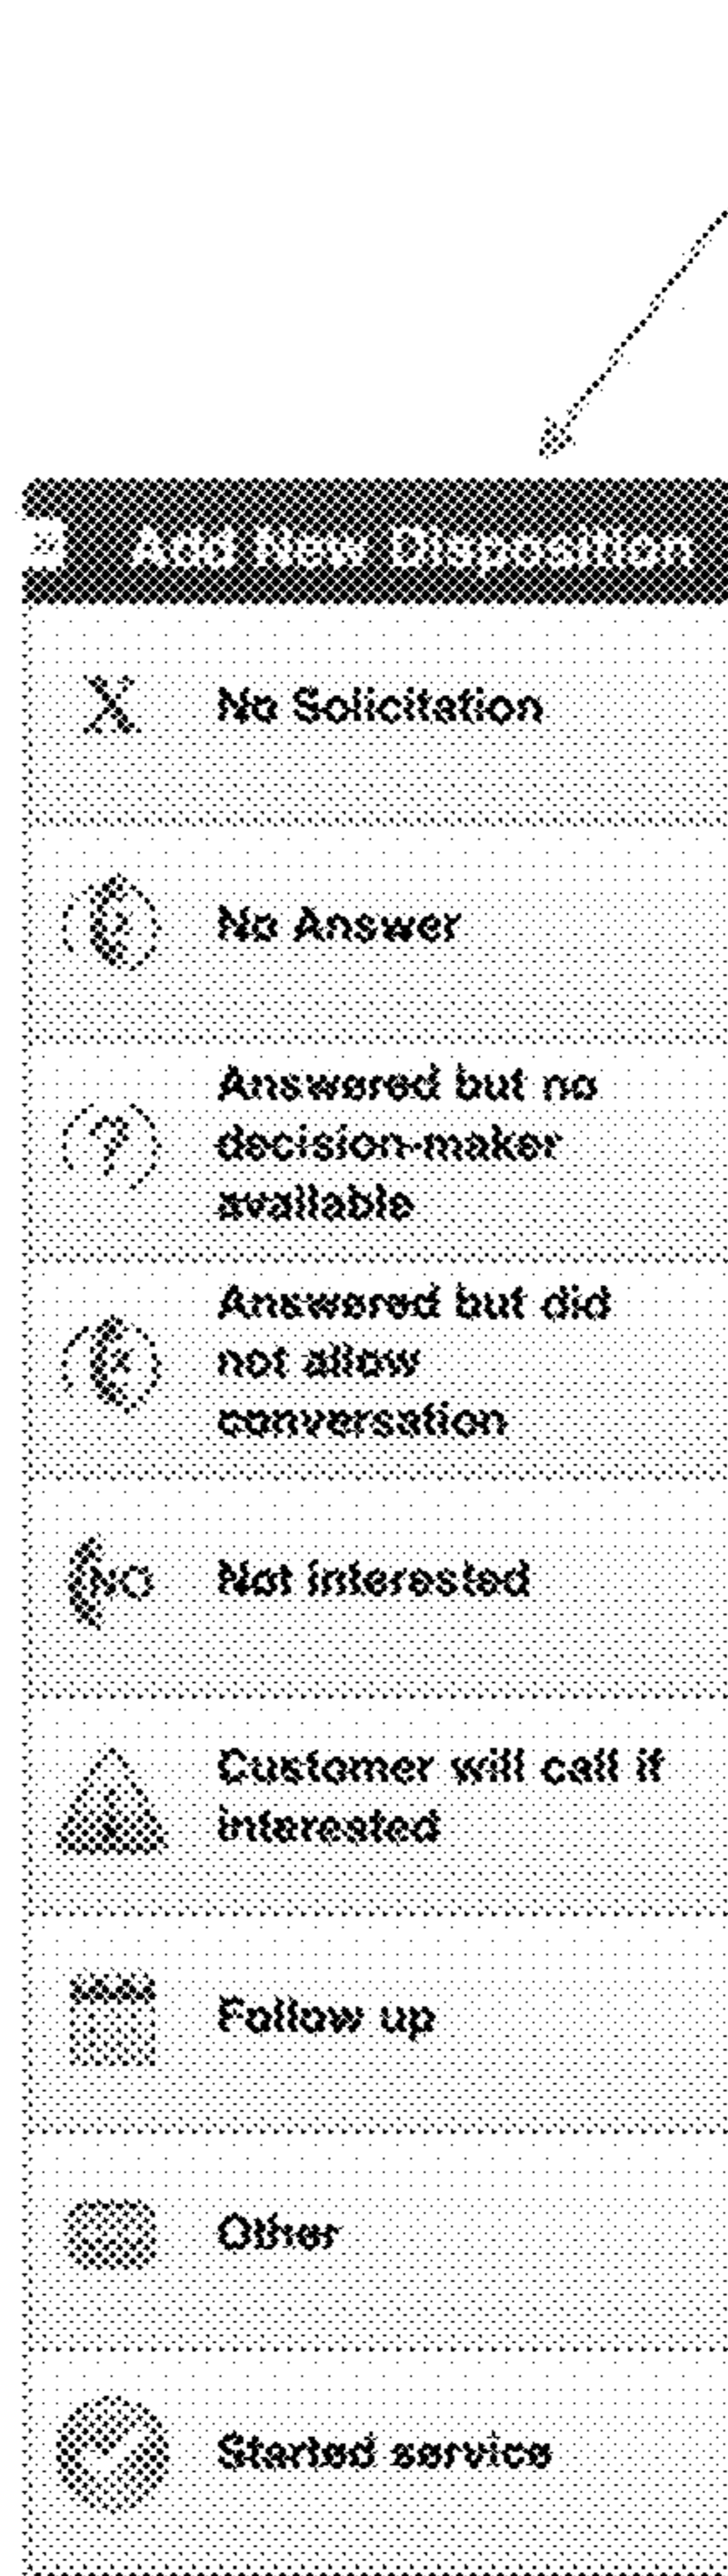 Add New Disposition
X No Solicitation
No Answer
Answered but no
decision-maker
available
?
Answered but did
not allow
conversation
NO Not interested
Customer will call if
interested
Follow up
Other
Started service